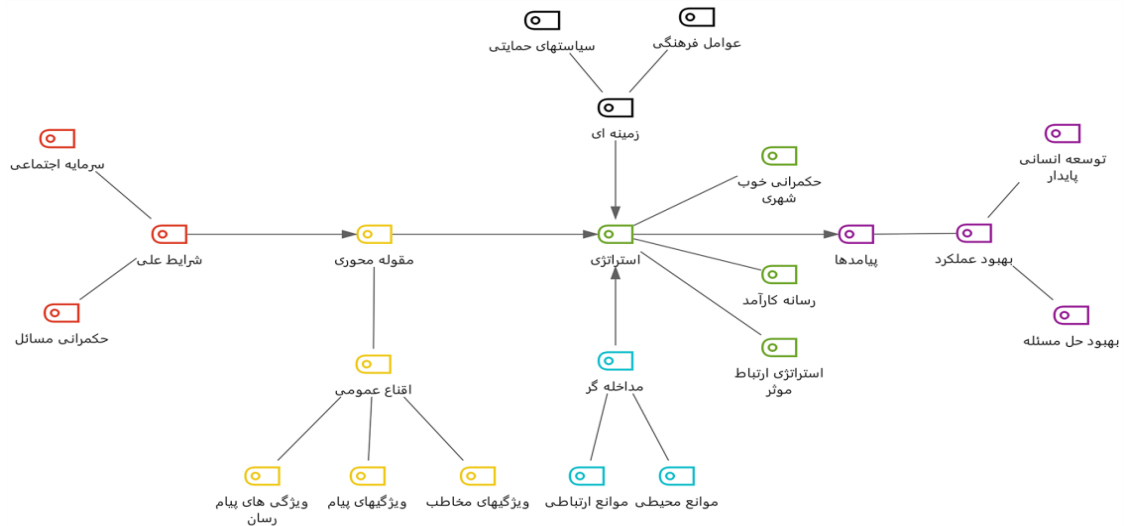 سیاستهای حمایتی
عوامل فرهنگی
زمینه ای
سرمایه اجتماعی
حکمرانی خوب
شهری
توسعه انسانی
پایدار
شرایط علی
مقوله محوری
استراتژی
پیامدها
بهبود عملکرد
رسانه کارآمد
حکمرانی مسائل
بهبود حل مسئله
اقناع عمومی
مداخله گر
استراتژی ارتباط
موثر
ویژگی های پیام
رسان
ویژگیهای پیام
ویژگیهای مخاطب
موانع ارتباطی
موانع محیطی